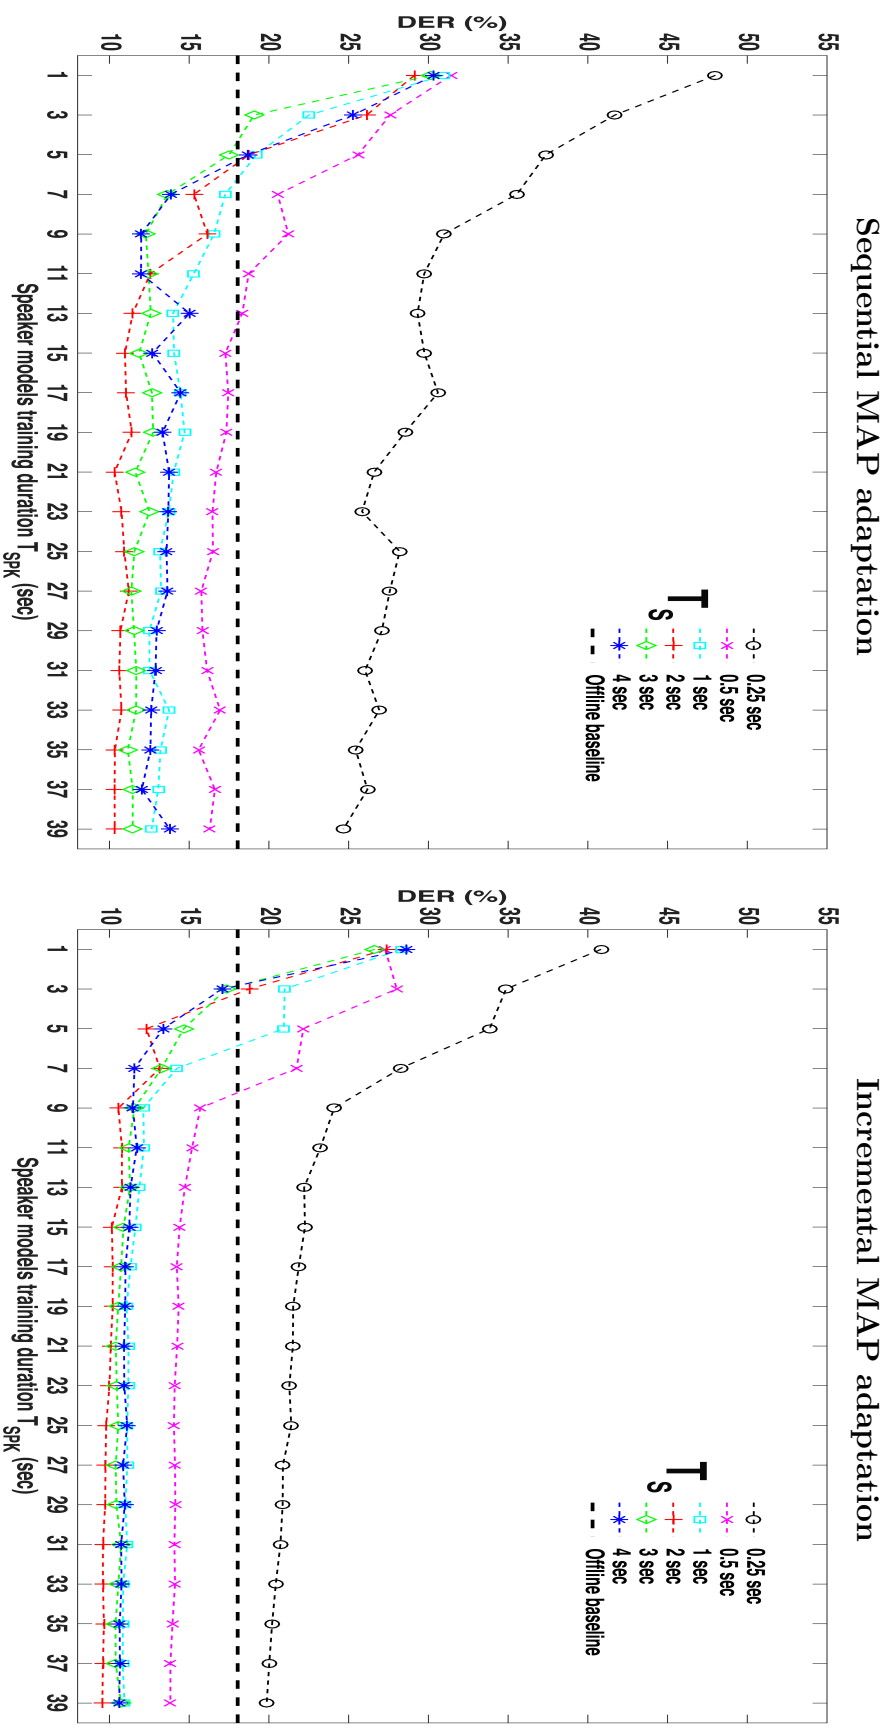 Sequential MAP adaptation
DER (%)
55
50
45
40
35
30
25
20
15
10
1 3 5 7 9 11 13 15 17 19 21 23 25 27 29 31 33 35 37 39
Speaker models training duration T_SPK (sec)
T_S
0.25 sec
0.5 sec
1 sec
2 sec
3 sec
4 sec
Offline baseline
Incremental MAP adaptation
DER (%)
55
50
45
40
35
30
25
20
15
10
1 3 5 7 9 11 13 15 17 19 21 23 25 27 29 31 33 35 37 39
Speaker models training duration T_SPK (sec)
T_S
0.25 sec
0.5 sec
1 sec
2 sec
3 sec
4 sec
Offline baseline